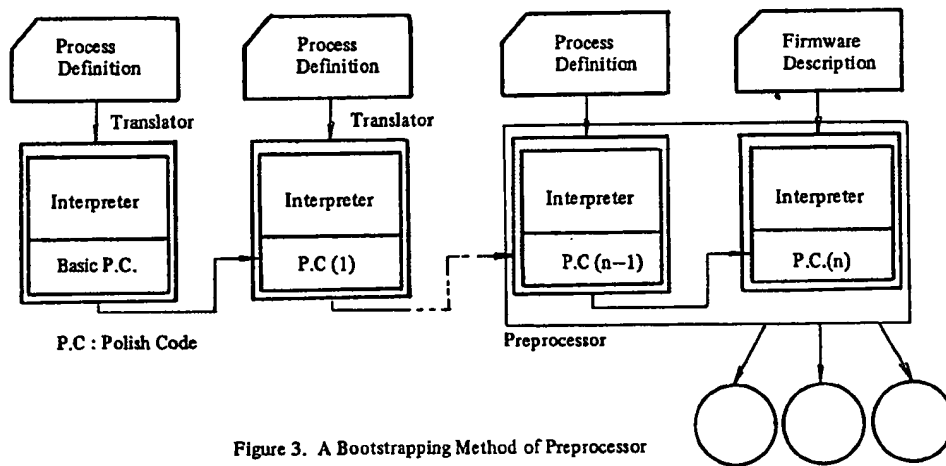 Process
Definition
Process
Definition
Process
Definition
Firmware
Description
Translator
Translator
Interpreter
Interpreter
Interpreter
Interpreter
Basic P.C.
P.C (1)
P.C (n−1)
P.C.(n)
P.C : Polish Code
Preprocessor
Figure 3. A Bootstrapping Method of Preprocessor